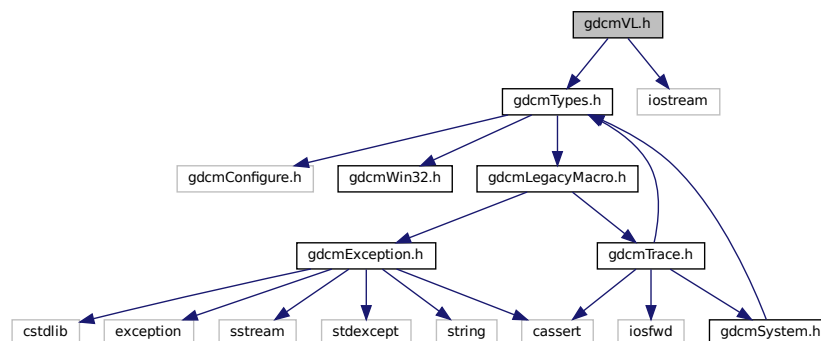 gdcmVL.h
gdcmTypes.h
iostream
gdcmConfigure.h
gdcmWin32.h
gdcmLegacyMacro.h
gdcmException.h
gdcmTrace.h
cstdlib
exception
sstream
stdexcept
string
cassert
iosfwd
gdcmSystem.h